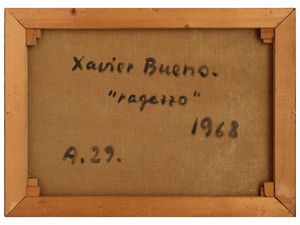 Xavier Bueno.
"ragazzo"
1968
A.29.